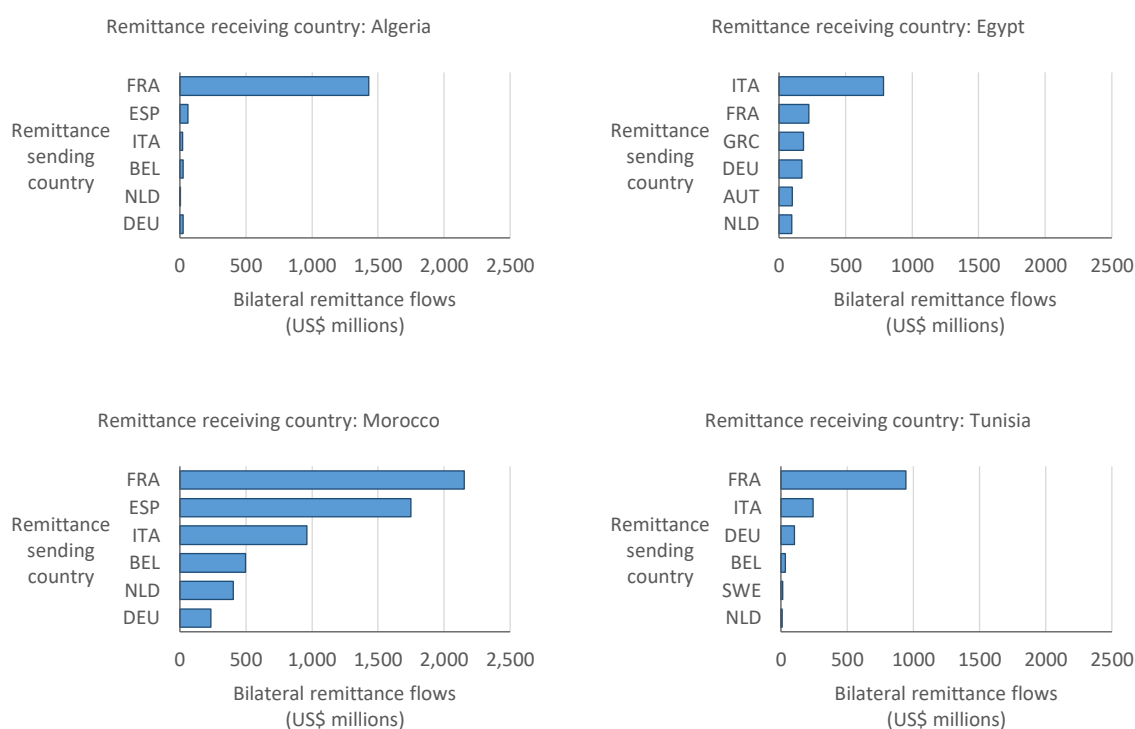 Remittance receiving country: Algeria
Remittance
sending
country
FRA
ESP
ITA
BEL
NLD
DEU
0 500 1,000 1,500 2,000 2,500
Bilateral remittance flows
(US$ millions)
Remittance receiving country: Egypt
Remittance
sending
country
ITA
FRA
GRC
DEU
AUT
NLD
0 500 1000 1500 2000 2500
Bilateral remittance flows
(US$ millions)
Remittance receiving country: Morocco
Remittance
sending
country
FRA
ESP
ITA
BEL
NLD
DEU
0 500 1,000 1,500 2,000 2,500
Bilateral remittance flows
(US$ millions)
Remittance receiving country: Tunisia
Remittance
sending
country
FRA
ITA
DEU
BEL
SWE
NLD
0 500 1000 1500 2000 2500
Bilateral remittance flows
(US$ millions)